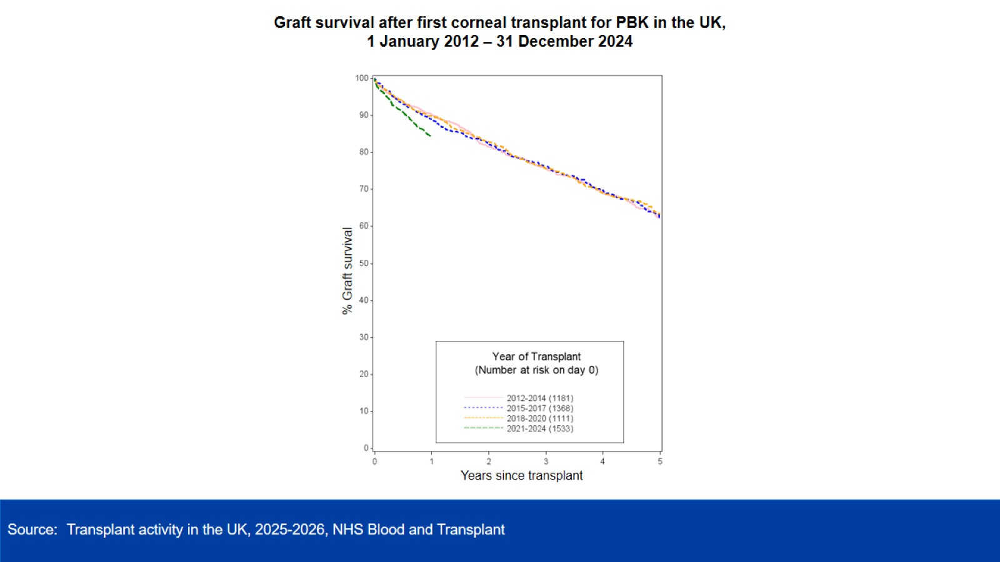 Graft survival after first corneal transplant for PBK in the UK,
1 January 2012 – 31 December 2024
100
90
80
70
60
50
40
30
20
10
0
% Graft survival
Year of Transplant
(Number at risk on day 0)
2012-2014 (1181)
2015-2017 (1368)
2018-2020 (1111)
2021-2024 (1533)
0 1 2 3 4 5
Years since transplant
Source: Transplant activity in the UK, 2025-2026, NHS Blood and Transplant